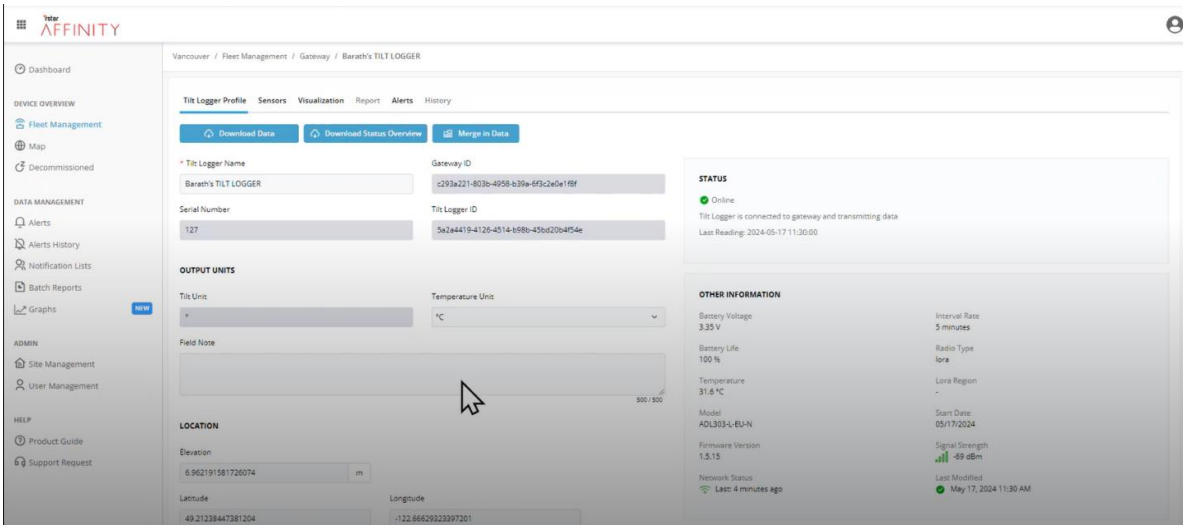 rstar
AFFINITY
Vancouver / Fleet Management / Gateway / Barath's TILT LOGGER
Dashboard
DEVICE OVERVIEW
Fleet Management
Map
Decommissioned
DATA MANAGEMENT
Alerts
Alerts History
Notification Lists
Batch Reports
Graphs NEW
ADMIN
Site Management
User Management
HELP
Product Guide
Support Request
Tilt Logger Profile Sensors Visualization Report Alerts History
Download Data Download Status Overview Merge in Data
* Tilt Logger Name
Barath's TILT LOGGER
Gateway ID
c293a221-803b-4958-b39a-6f3c2e0e1f8f
Serial Number
127
Tilt Logger ID
5a2a4419-4126-4514-b98b-45bd20b4f54e
OUTPUT UNITS
Tilt Unit
°
Temperature Unit
°C
Field Note
500 / 500
LOCATION
Elevation
6.962191581726074 m
Latitude
49.21238447381204
Longitude
-122.66629323397201
STATUS
Online
Tilt Logger is connected to gateway and transmitting data
Last Reading: 2024-05-17 11:30:00
OTHER INFORMATION
Battery Voltage
3.35 V
Interval Rate
5 minutes
Battery Life
100 %
Radio Type
lora
Temperature
31.6 °C
Lora Region
-
Model
ADL303-L-EU-N
Start Date
05/17/2024
Firmware Version
1.5.15
Signal Strength
-69 dBm
Network Status
Last: 4 minutes ago
Last Modified
May 17, 2024 11:30 AM